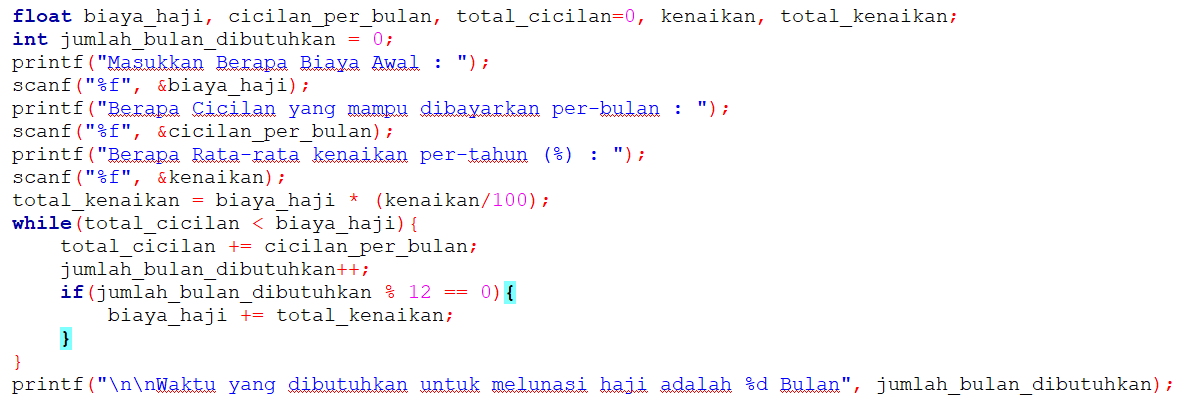 float biaya_haji, cicilan_per_bulan, total_cicilan=0, kenaikan, total_kenaikan;
int jumlah_bulan_dibutuhkan = 0;
printf("Masukkan Berapa Biaya Awal : ");
scanf("%f", &biaya_haji);
printf("Berapa Cicilan yang mampu dibayarkan per-bulan : ");
scanf("%f", &cicilan_per_bulan);
printf("Berapa Rata-rata kenaikan per-tahun (%) : ");
scanf("%f", &kenaikan);
total_kenaikan = biaya_haji * (kenaikan/100);
while(total_cicilan < biaya_haji){
    total_cicilan += cicilan_per_bulan;
    jumlah_bulan_dibutuhkan++;
    if(jumlah_bulan_dibutuhkan % 12 == 0){
        biaya_haji += total_kenaikan;
    }
}
printf("\n\nWaktu yang dibutuhkan untuk melunasi haji adalah %d Bulan", jumlah_bulan_dibutuhkan);